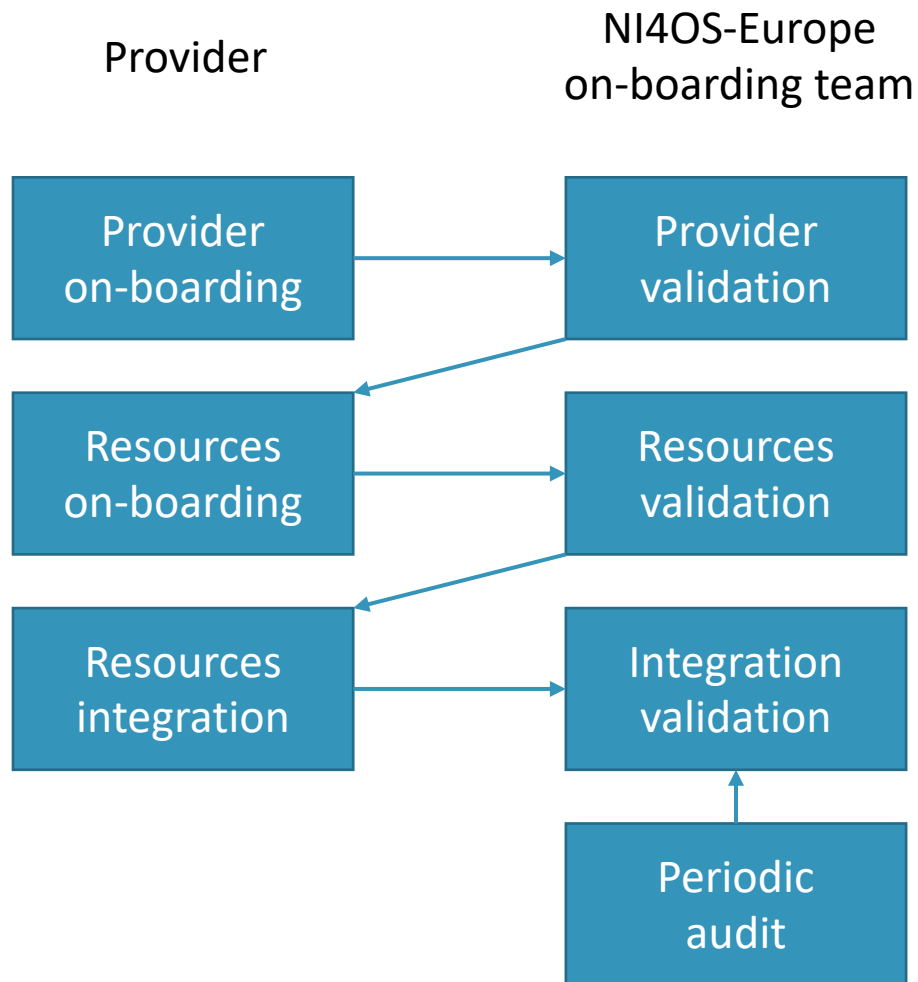 Provider
NI4OS-Europe
on-boarding team
Provider
on-boarding
Provider
validation
Resources
on-boarding
Resources
validation
Resources
integration
Integration
validation
Periodic
audit